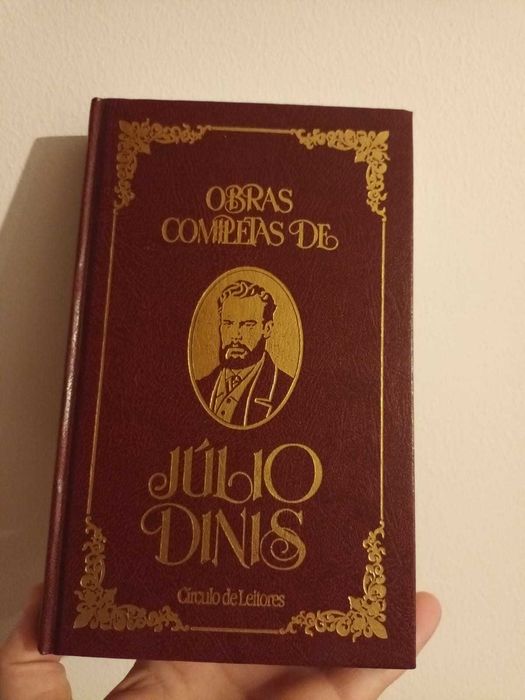 OBRAS
COMPLETAS DE
JÚLIO
DINIS
Círculo de Leitores